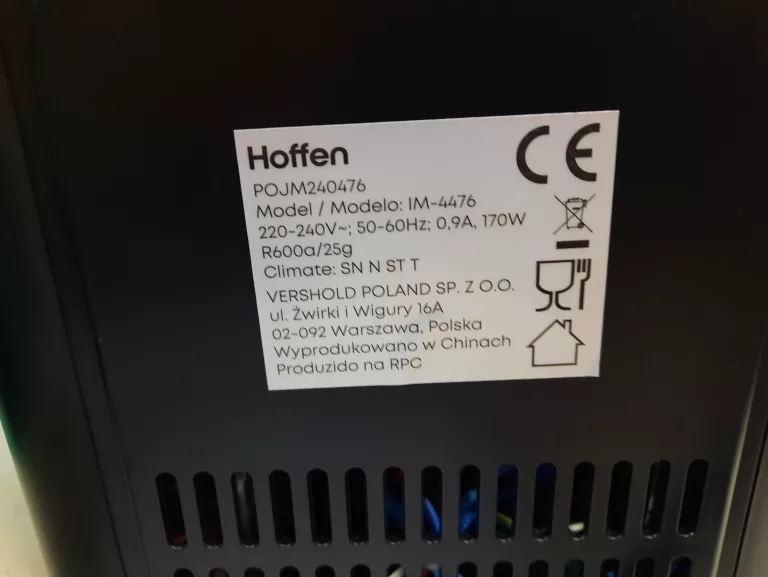 Hoffen
CE
POJM240476
Model / Modelo: IM-4476
220-240V~; 50-60Hz; 0,9A, 170W
R600a/25g
Climate: SN N ST T
VERSHOLD POLAND SP. Z O.O.
ul. Żwirki i Wigury 16A
02-092 Warszawa, Polska
Wyprodukowano w Chinach
Produzido na RPC